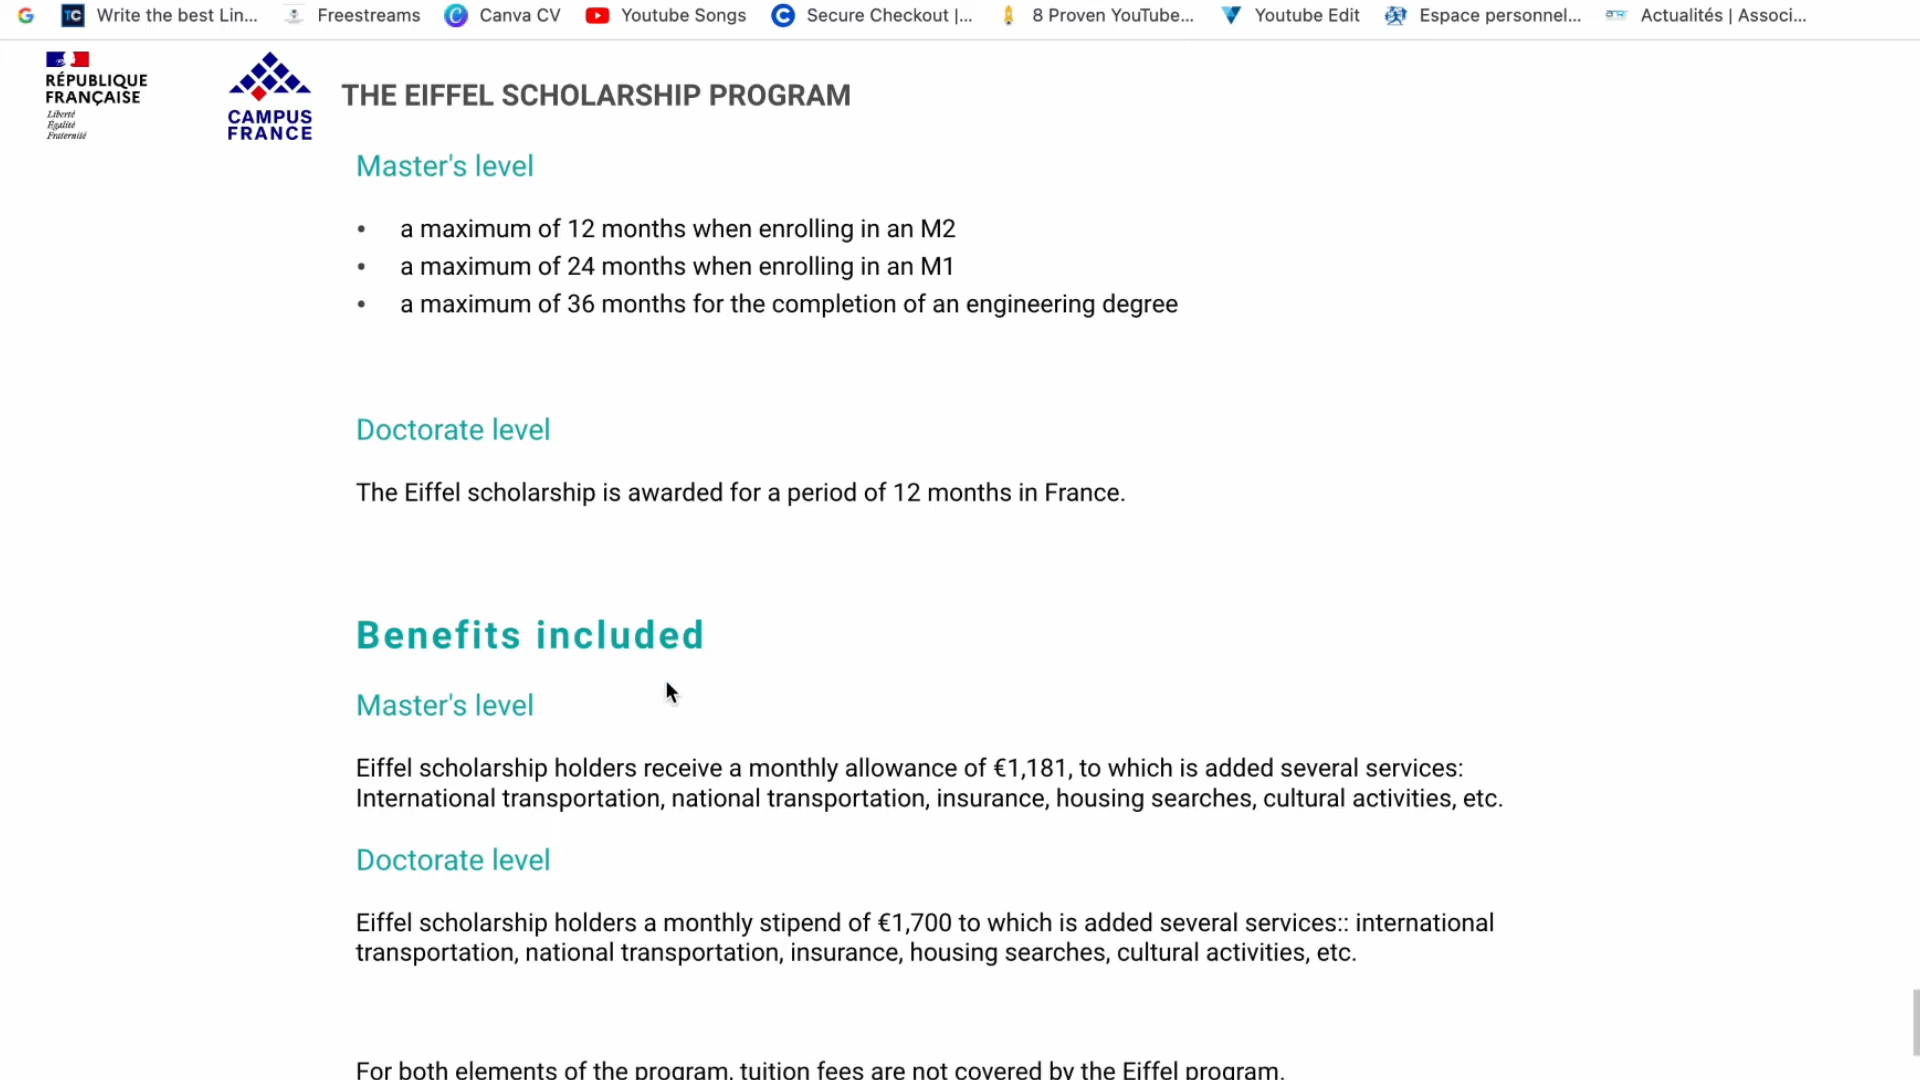 Write the best Lin... Freestreams Canva CV Youtube Songs Secure Checkout |... 8 Proven YouTube... Youtube Edit Espace personnel... Actualités | Associ...
RÉPUBLIQUE
FRANÇAISE
Liberté
Égalité
Fraternité
CAMPUS
FRANCE
THE EIFFEL SCHOLARSHIP PROGRAM
Master's level
• a maximum of 12 months when enrolling in an M2
• a maximum of 24 months when enrolling in an M1
• a maximum of 36 months for the completion of an engineering degree
Doctorate level
The Eiffel scholarship is awarded for a period of 12 months in France.
Benefits included
Master's level
Eiffel scholarship holders receive a monthly allowance of €1,181, to which is added several services:
International transportation, national transportation, insurance, housing searches, cultural activities, etc.
Doctorate level
Eiffel scholarship holders a monthly stipend of €1,700 to which is added several services:: international
transportation, national transportation, insurance, housing searches, cultural activities, etc.
For both elements of the program, tuition fees are not covered by the Eiffel program.